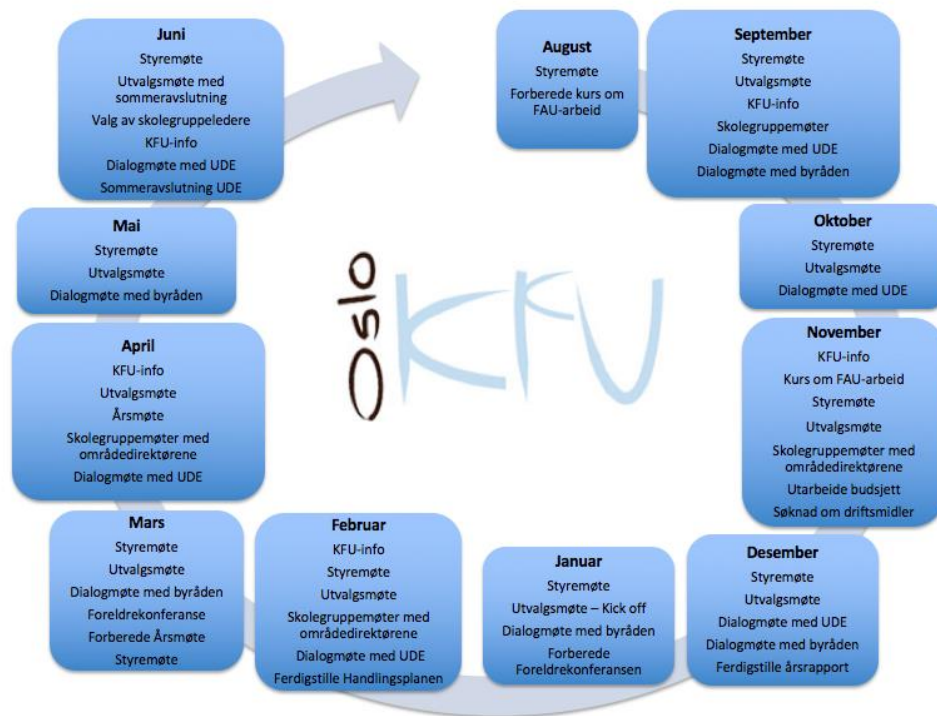 August
Styremøte
Forberede kurs om
FAU-arbeid
September
Styremøte
Utvalgsmøte
KFU-info
Skolegruppemøter
Dialogmøte med UDE
Dialogmøte med byråden
Oktober
Styremøte
Utvalgsmøte
Dialogmøte med UDE
November
KFU-info
Kurs om FAU-arbeid
Styremøte
Utvalgsmøte
Skolegruppemøter med
områdedirektørene
Utarbeide budsjett
Søknad om driftsmidler
Desember
Styremøte
Utvalgsmøte
Dialogmøte med UDE
Dialogmøte med byråden
Ferdigstille årsrapport
Januar
Styremøte
Utvalgsmøte – Kick off
Dialogmøte med byråden
Forberede
Foreldrekonferansen
Februar
KFU-info
Styremøte
Utvalgsmøte
Skolegruppemøter med
områdedirektørene
Dialogmøte med UDE
Ferdigstille Handlingsplanen
Mars
Styremøte
Utvalgsmøte
Dialogmøte med byråden
Foreldrekonferanse
Forberede Årsmøte
Styremøte
April
KFU-info
Utvalgsmøte
Årsmøte
Skolegruppemøter med
områdedirektørene
Dialogmøte med UDE
Mai
Styremøte
Utvalgsmøte
Dialogmøte med byråden
Juni
Styremøte
Utvalgsmøte med
sommeravslutning
Valg av skolegruppeledere
KFU-info
Dialogmøte med UDE
Sommeravslutning UDE
Oslo KFU